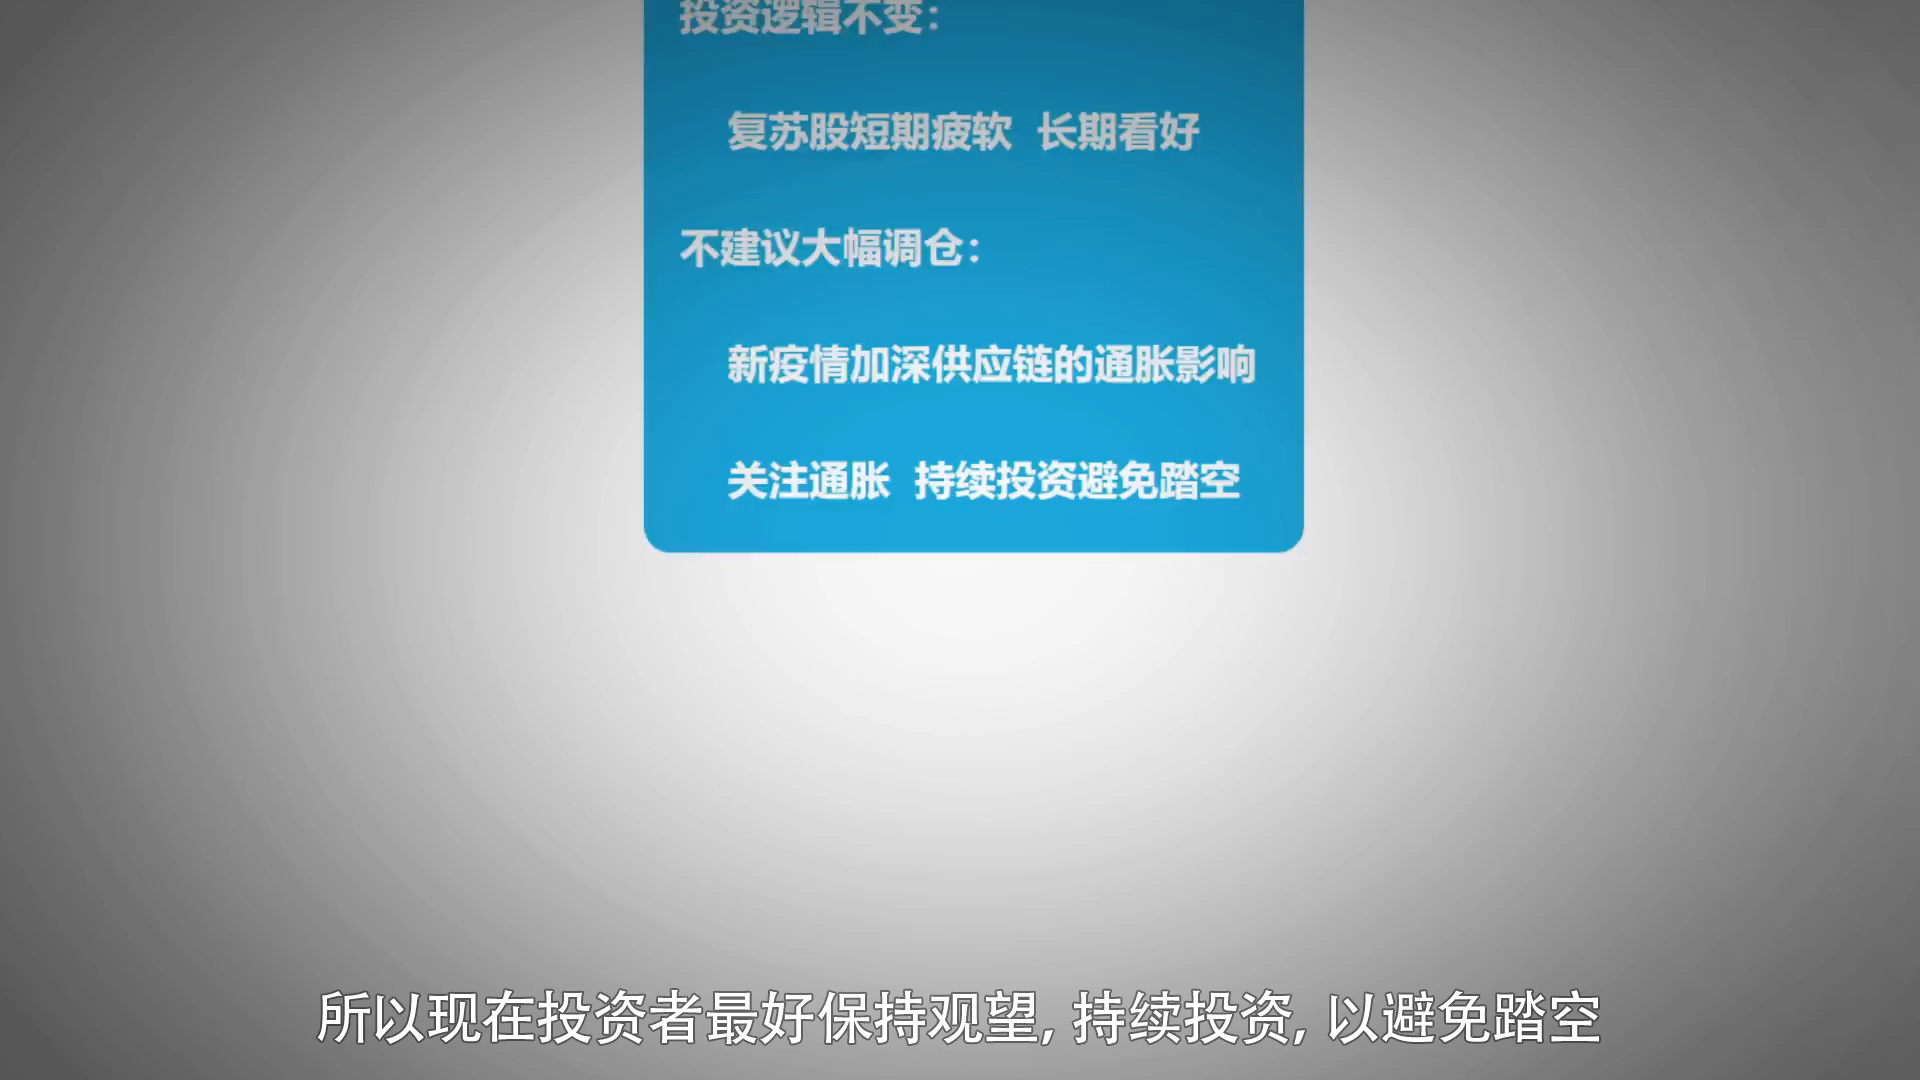 投资逻辑不变：
复苏股短期疲软 长期看好
不建议大幅调仓：
新疫情加深供应链的通胀影响
关注通胀 持续投资避免踏空
所以现在投资者最好保持观望, 持续投资, 以避免踏空